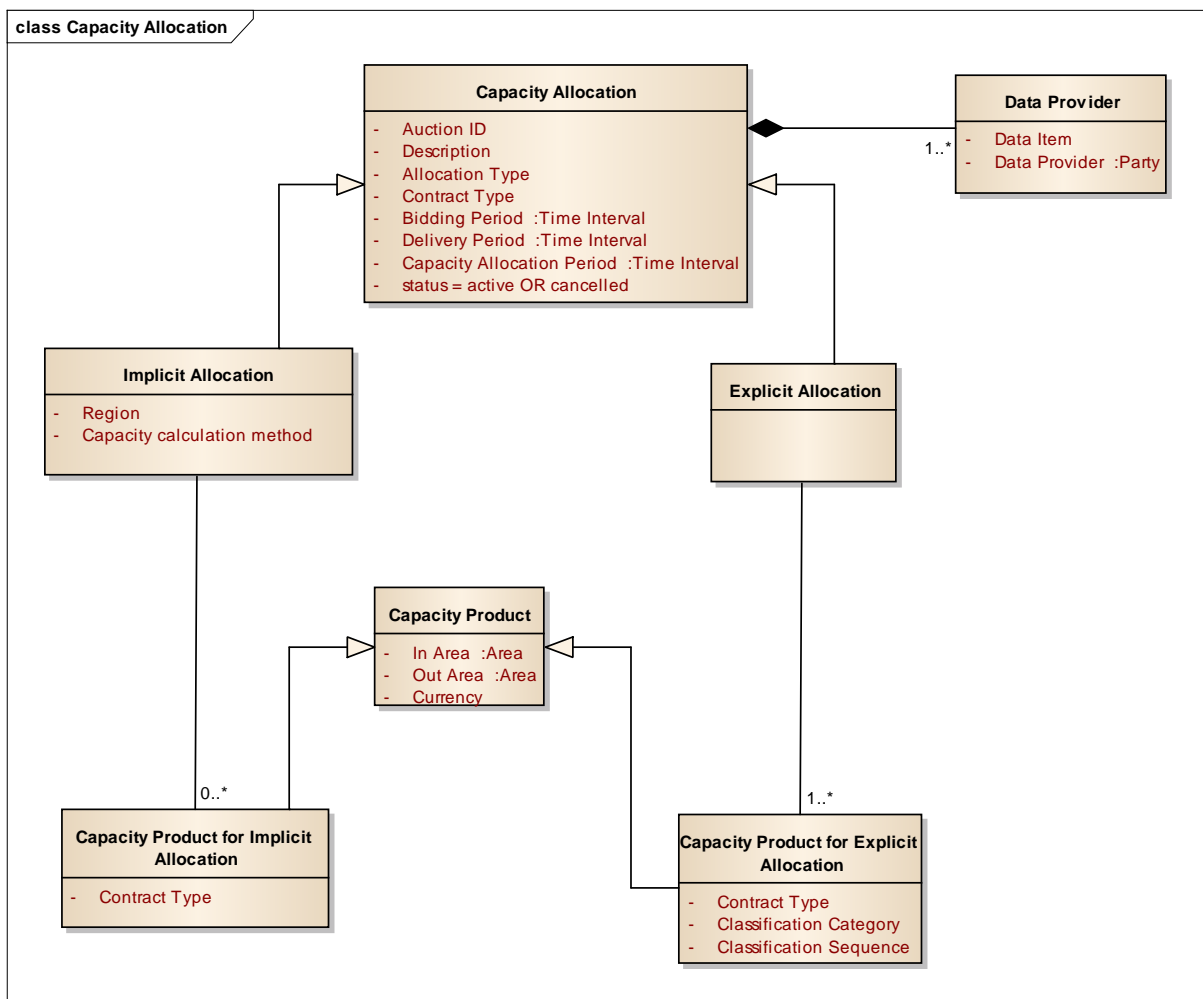 class Capacity Allocation
Capacity Allocation
- Auction ID
- Description
- Allocation Type
- Contract Type
- Bidding Period :Time Interval
- Delivery Period :Time Interval
- Capacity Allocation Period :Time Interval
- status = active OR cancelled
1..*
Data Provider
- Data Item
- Data Provider :Party
Implicit Allocation
- Region
- Capacity calculation method
Explicit Allocation
Capacity Product
- In Area :Area
- Out Area :Area
- Currency
0..*
1..*
Capacity Product for Implicit
Allocation
- Contract Type
Capacity Product for Explicit
Allocation
- Contract Type
- Classification Category
- Classification Sequence